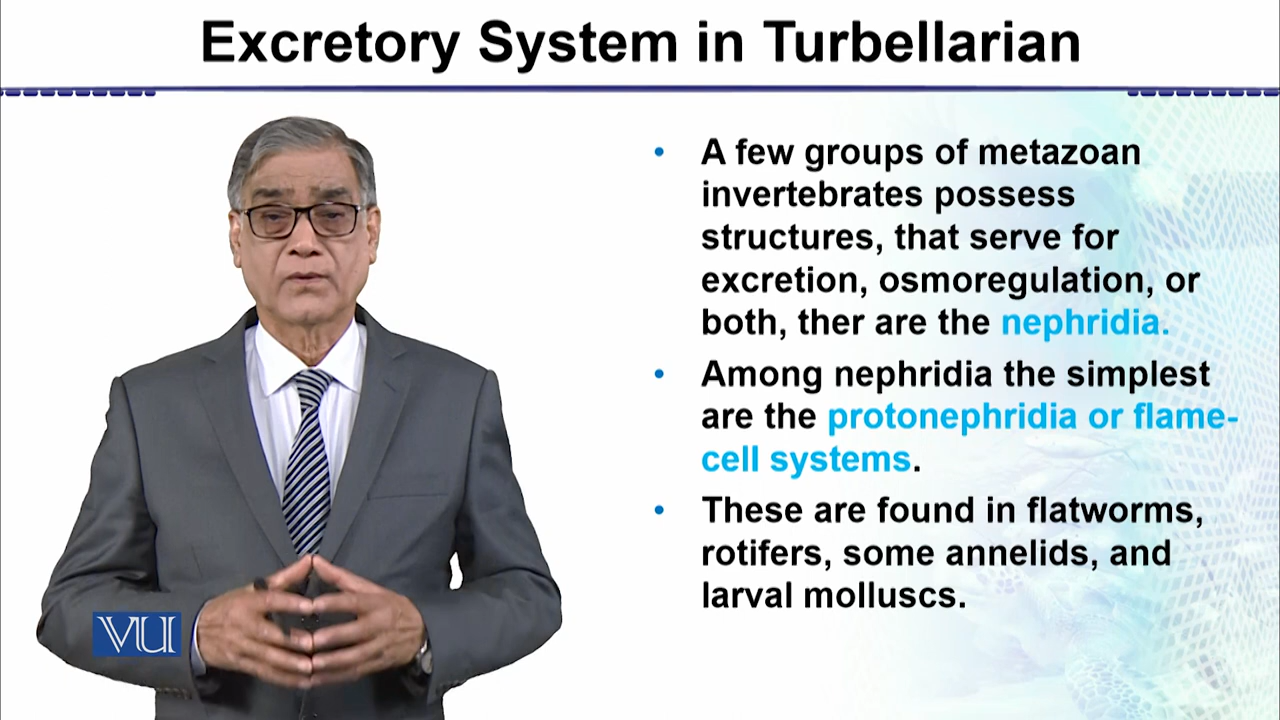 Excretory System in Turbellarian
• A few groups of metazoan
invertebrates possess
structures, that serve for
excretion, osmoregulation, or
both, ther are the nephridia.
• Among nephridia the simplest
are the protonephridia or flame-
cell systems.
• These are found in flatworms,
rotifers, some annelids, and
larval molluscs.
VU